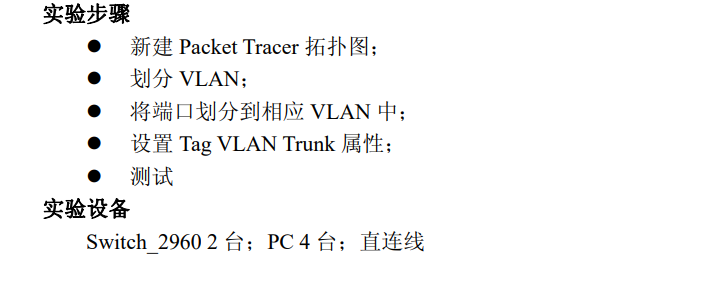 实验步骤
● 新建 Packet Tracer 拓扑图；
● 划分 VLAN；
● 将端口划分到相应 VLAN 中；
● 设置 Tag VLAN Trunk 属性；
● 测试
实验设备
Switch_2960 2 台；PC 4 台；直连线